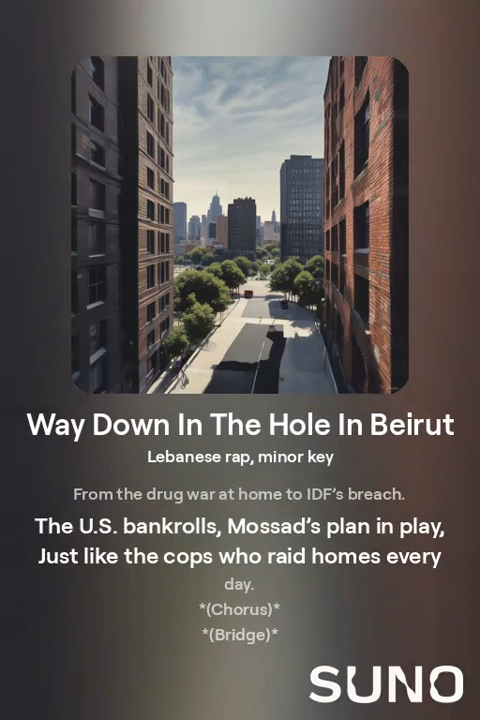 Way Down In The Hole In Beirut
Lebanese rap, minor key
From the drug war at home to IDF's breach.
The U.S. bankrolls, Mossad's plan in play,
Just like the cops who raid homes every
day.
*(Chorus)*
*(Bridge)*
SUNO